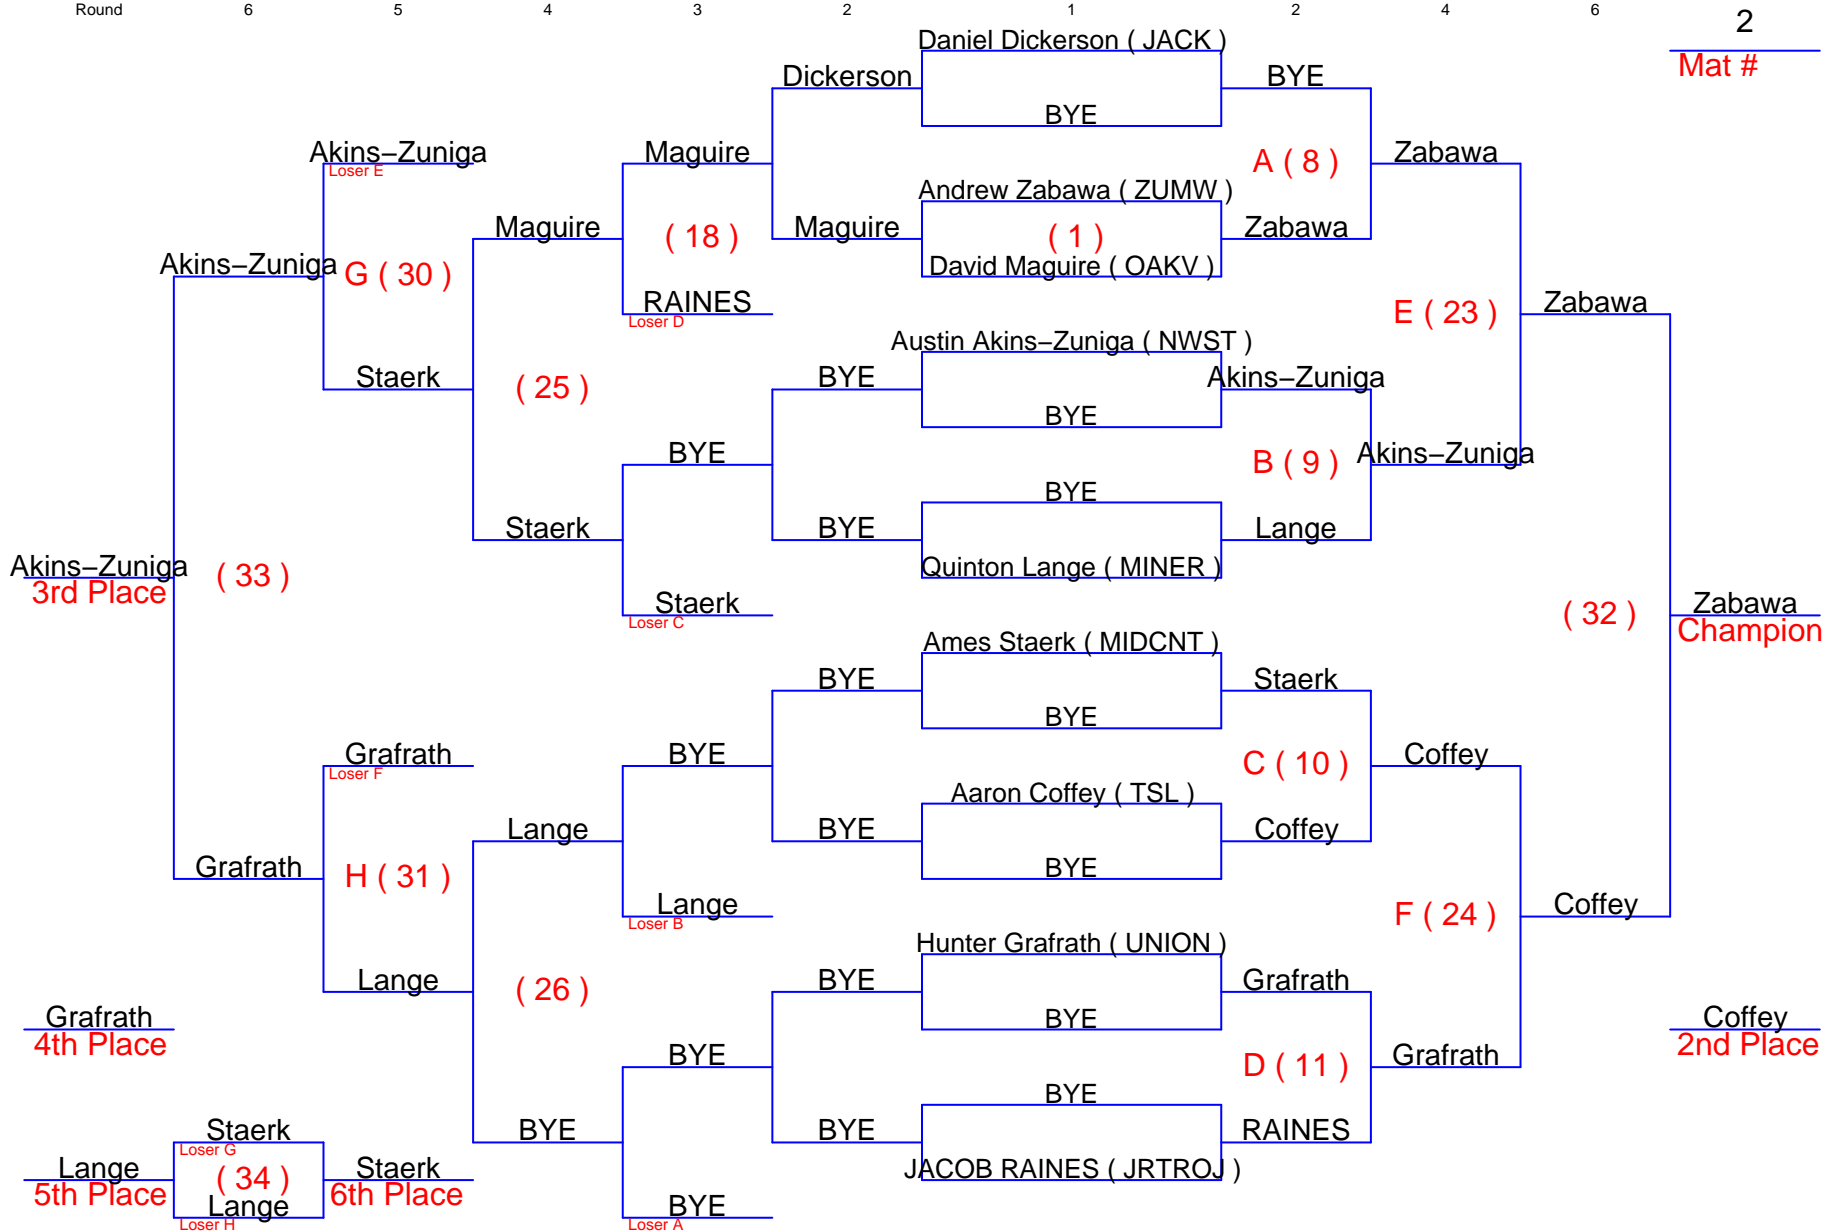 Round 6 5 4 3 2 1 2 4 6
2
Mat #
Daniel Dickerson ( JACK )
Dickerson BYE
BYE
Akins−Zuniga Maguire A ( 8 ) Zabawa
Loser E
Andrew Zabawa ( ZUMW )
Maguire ( 18 ) Maguire ( 1 ) Zabawa
Akins−Zuniga G ( 30 ) David Maguire ( OAKV )
RAINES E ( 23 ) Zabawa
Loser D
Austin Akins−Zuniga ( NWST )
Staerk ( 25 ) BYE Akins−Zuniga
BYE
BYE B ( 9 ) Akins−Zuniga
BYE
Staerk BYE Lange
Akins−Zuniga ( 33 ) Quinton Lange ( MINER )
3rd Place
Staerk ( 32 ) Zabawa
Loser C Champion
Ames Staerk ( MIDCNT )
BYE Staerk
BYE
Grafrath BYE C ( 10 ) Coffey
Loser F
Aaron Coffey ( TSL )
Lange BYE Coffey
Grafrath H ( 31 ) BYE
Lange F ( 24 ) Coffey
Loser B
Hunter Grafrath ( UNION )
Lange ( 26 ) BYE Grafrath
Grafrath BYE Coffey
4th Place 2nd Place
BYE D ( 11 ) Grafrath
BYE
Staerk BYE BYE RAINES
Loser G
Lange ( 34 ) Staerk JACOB RAINES ( JRTROJ )
5th Place 6th Place
Lange BYE
Loser H Loser A